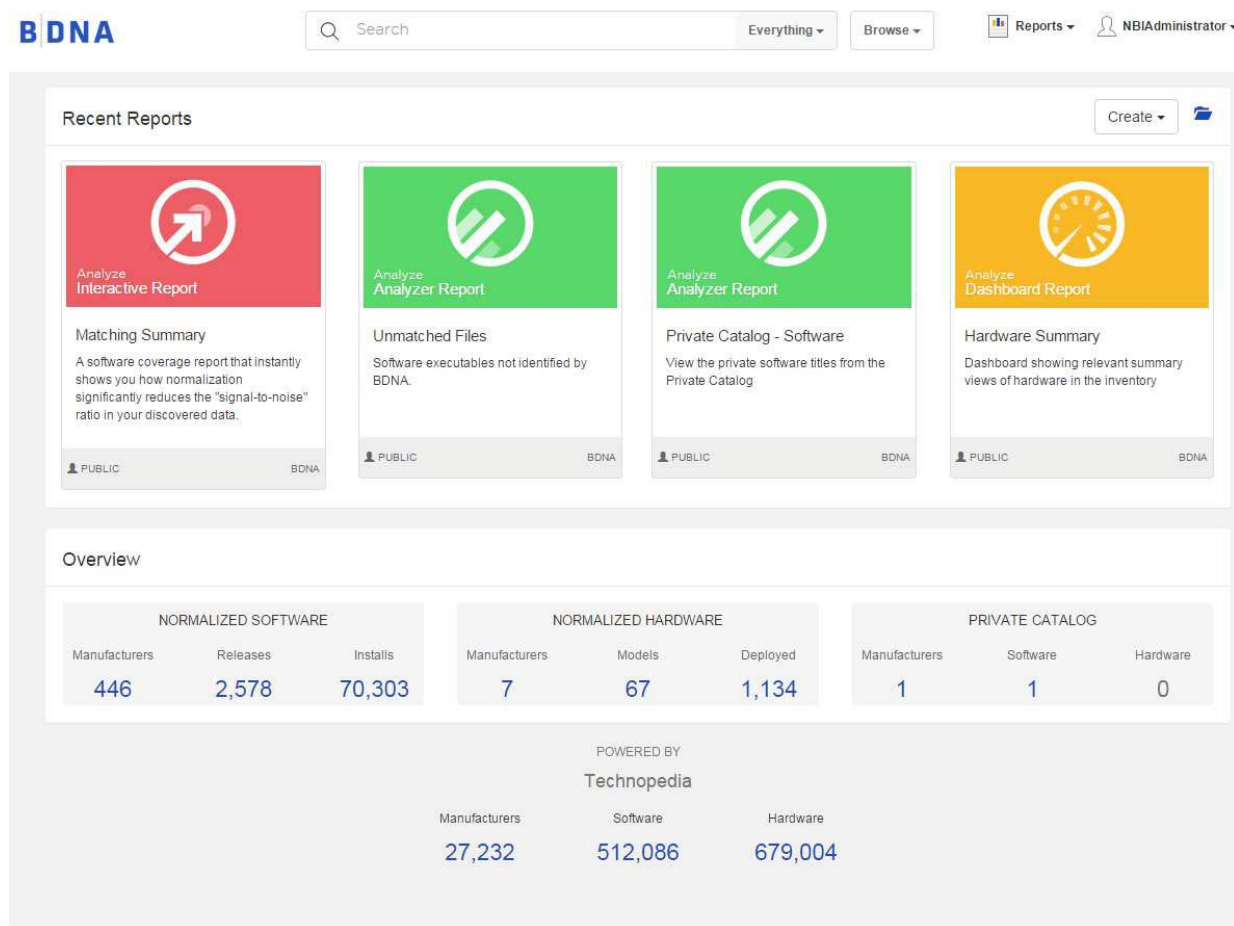 BDNA
Search
Everything
Browse
Reports
NBIAdministrator
Recent Reports
Create
Analyze
Interactive Report
Matching Summary
A software coverage report that instantly
shows you how normalization
significantly reduces the "signal-to-noise"
ratio in your discovered data.
PUBLIC BDNA
Analyze
Analyzer Report
Unmatched Files
Software executables not identified by
BDNA.
PUBLIC BDNA
Analyze
Analyzer Report
Private Catalog - Software
View the private software titles from the
Private Catalog
PUBLIC BDNA
Analyze
Dashboard Report
Hardware Summary
Dashboard showing relevant summary
views of hardware in the inventory
PUBLIC BDNA
Overview
NORMALIZED SOFTWARE
Manufacturers Releases Installs
446 2,578 70,303
NORMALIZED HARDWARE
Manufacturers Models Deployed
7 67 1,134
PRIVATE CATALOG
Manufacturers Software Hardware
1 1 0
POWERED BY
Technopedia
Manufacturers Software Hardware
27,232 512,086 679,004